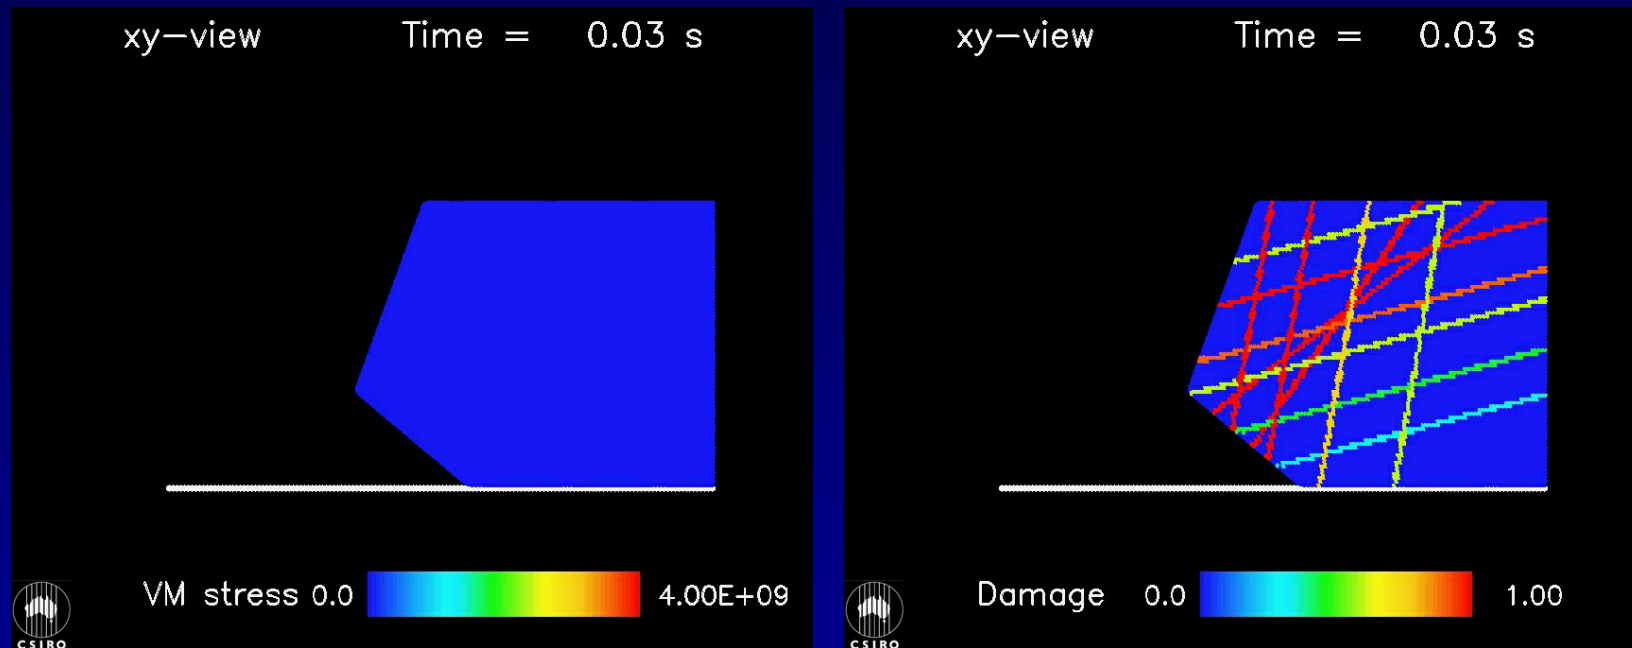 xy-view Time = 0.03 s
VM stress 0.0 4.00E+09
CSIRO
xy-view Time = 0.03 s
Damage 0.0 1.00
CSIRO